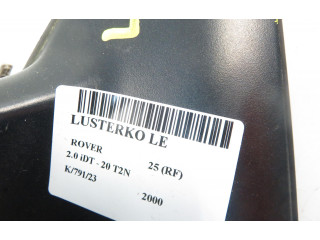 L
LUSTERKO LE
ROVER 25 (RF)
2.0 iDT - 20 T2N
K/791/23 2000